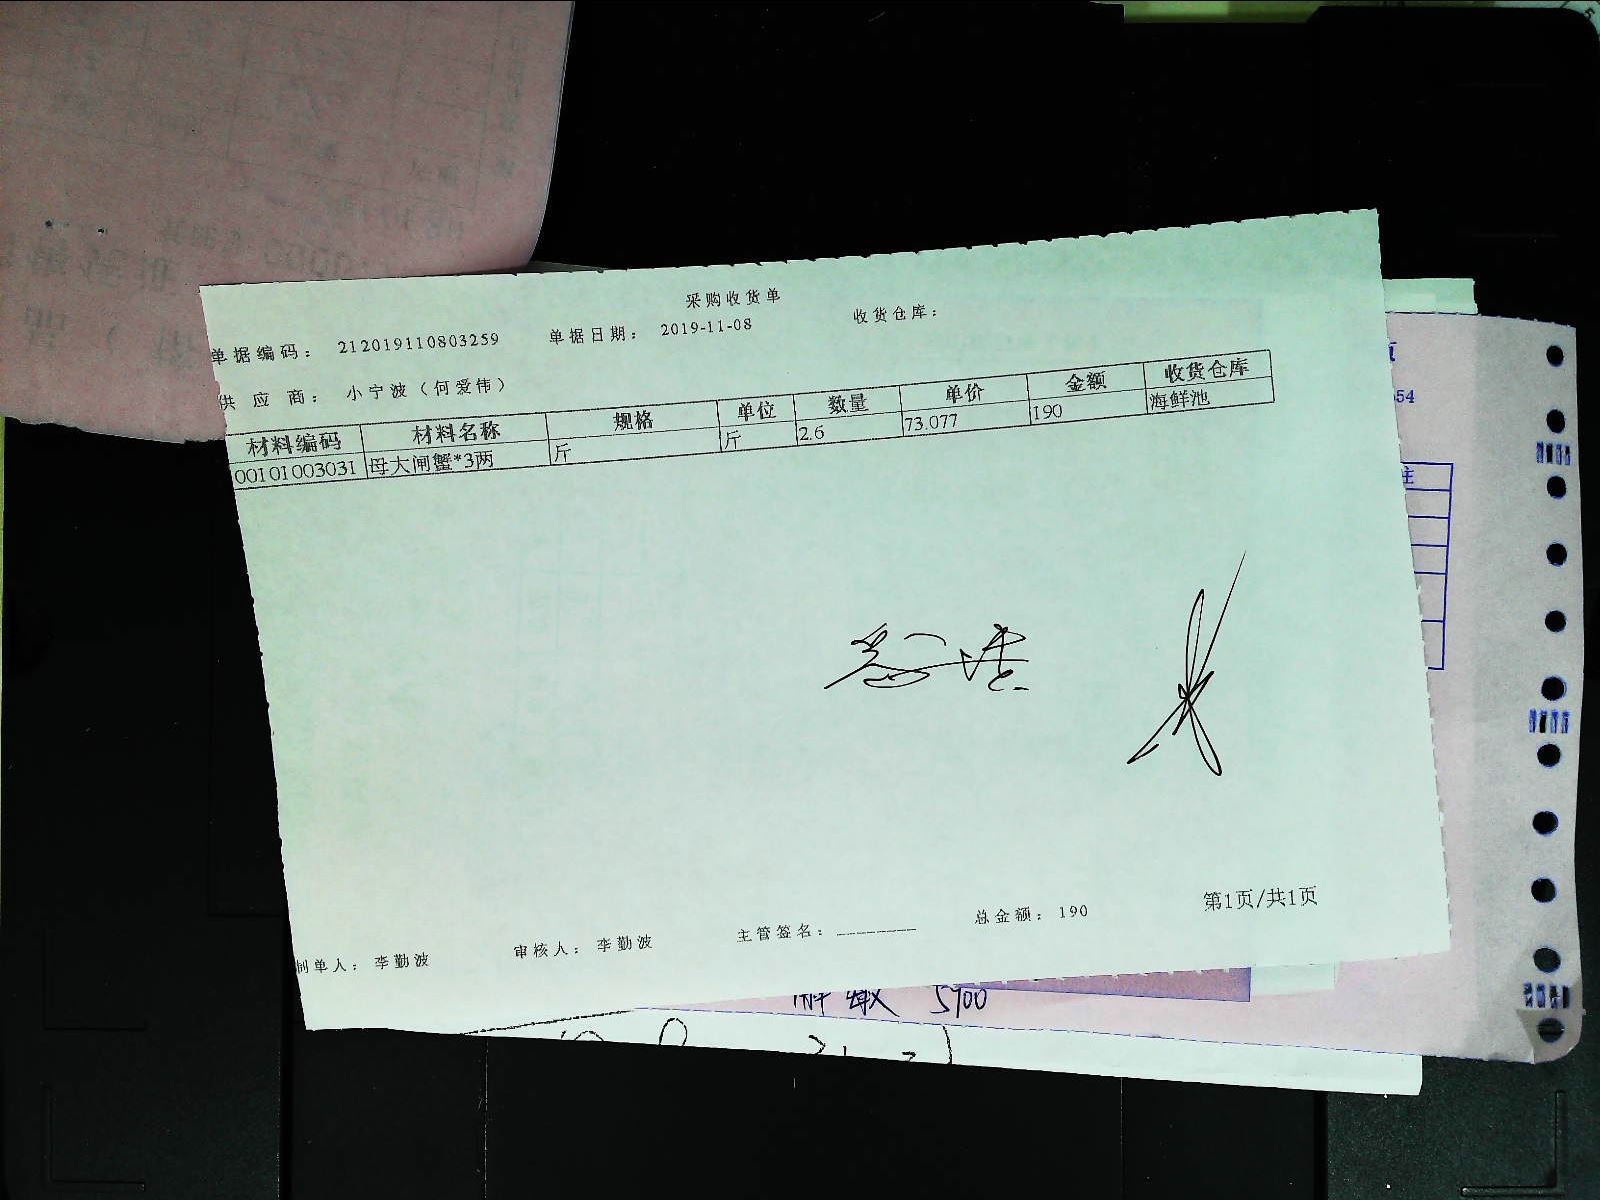 采购收货单
单据编码： 212019110803259 单据日期： 2019-11-08 收货仓库：
供 应 商： 小宁波（何爱伟）
材料编码 材料名称 规格 单位 数量 单价 金额 收货仓库
00101003031 母大闸蟹*3两 斤 斤 2.6 73.077 190 海鲜池
制单人： 李勤波 审核人： 李勤波 主管签名： 总金额： 190 第1页/共1页
5900